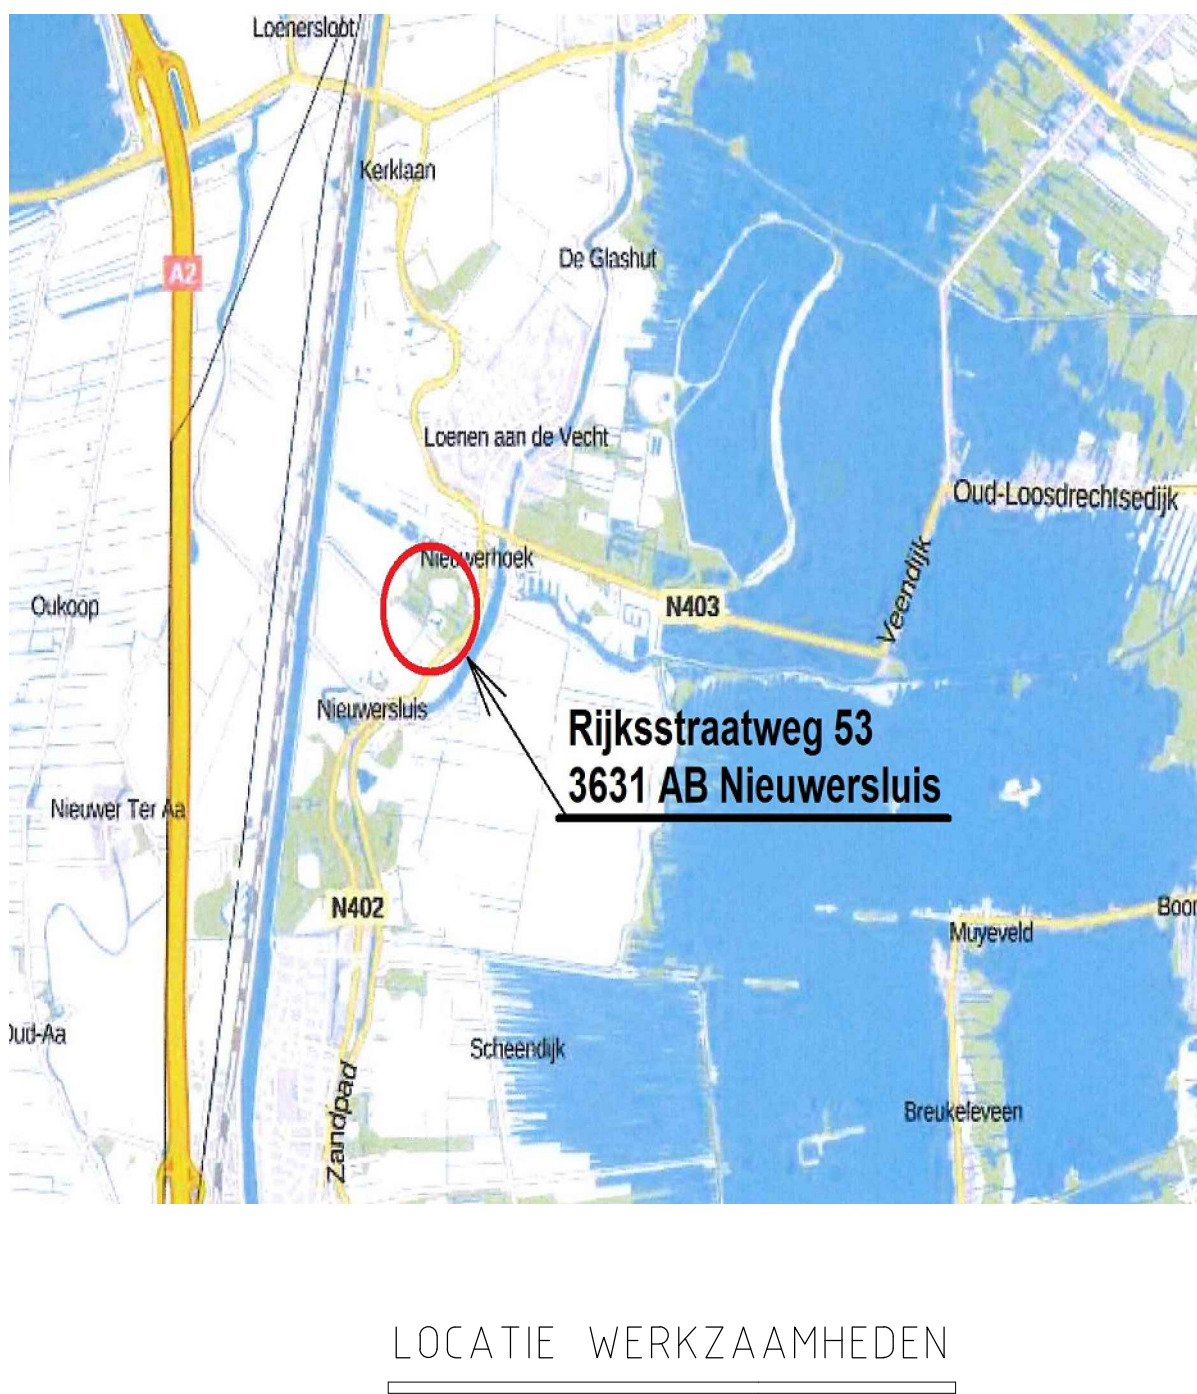 Loenersloot
Kerklaan
De Glashut
A2
Loenen aan de Vecht
Oud-Loosdrechtsedijk
Nieuwerhoek
Veendijk
Oukoop
N403
Nieuwersluis
Rijksstraatweg 53
3631 AB Nieuwersluis
Nieuwer Ter Aa
N402
Boor
Muyeveld
Oud-Aa
Scheendijk
Zandpad
Breukeleveen
LOCATIE WERKZAAMHEDEN